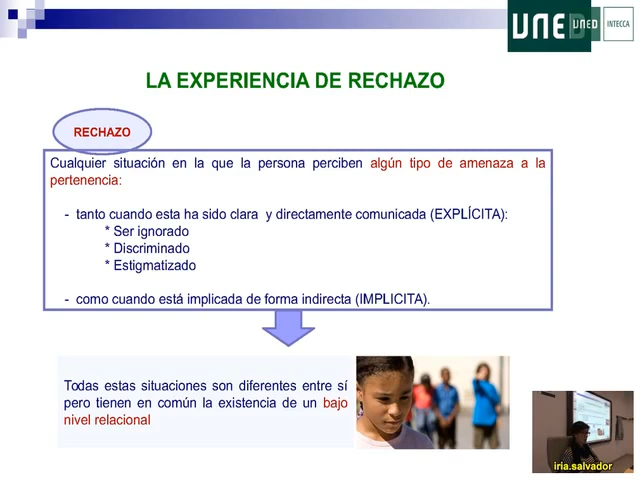 UNED
UNED
INTECCA
LA EXPERIENCIA DE RECHAZO
RECHAZO
Cualquier situación en la que la persona perciben algún tipo de amenaza a la
pertenencia:
- tanto cuando esta ha sido clara y directamente comunicada (EXPLÍCITA):
* Ser ignorado
* Discriminado
* Estigmatizado
- como cuando está implicada de forma indirecta (IMPLICITA).
Todas estas situaciones son diferentes entre sí
pero tienen en común la existencia de un bajo
nivel relacional
iria.salvador